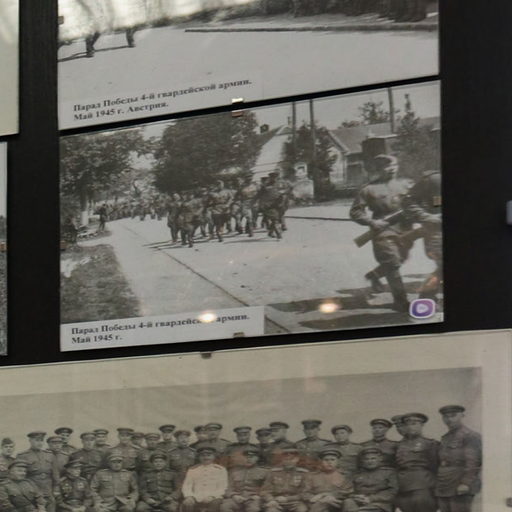 Парад Победы 4-й гвардейской армии.
Май 1945 г. Австрия.
Парад Победы 4-й гвардейской армии.
Май 1945 г.